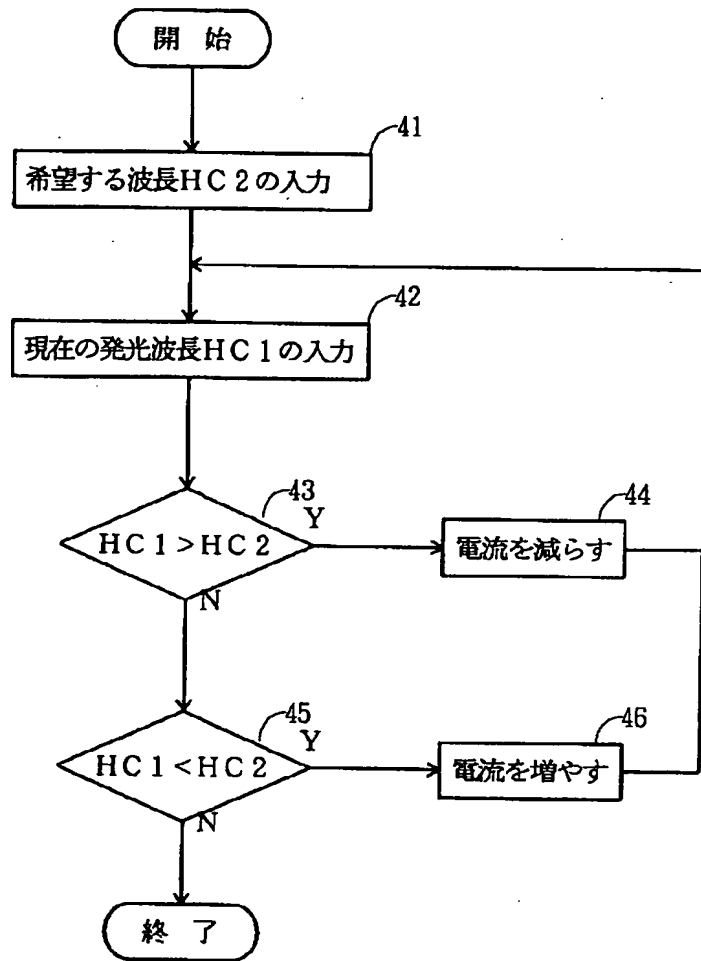 開始
41
希望する波長HC2の入力
42
現在の発光波長HC1の入力
43
HC1>HC2
Y
N
44
電流を減らす
45
HC1<HC2
Y
N
46
電流を増やす
終了